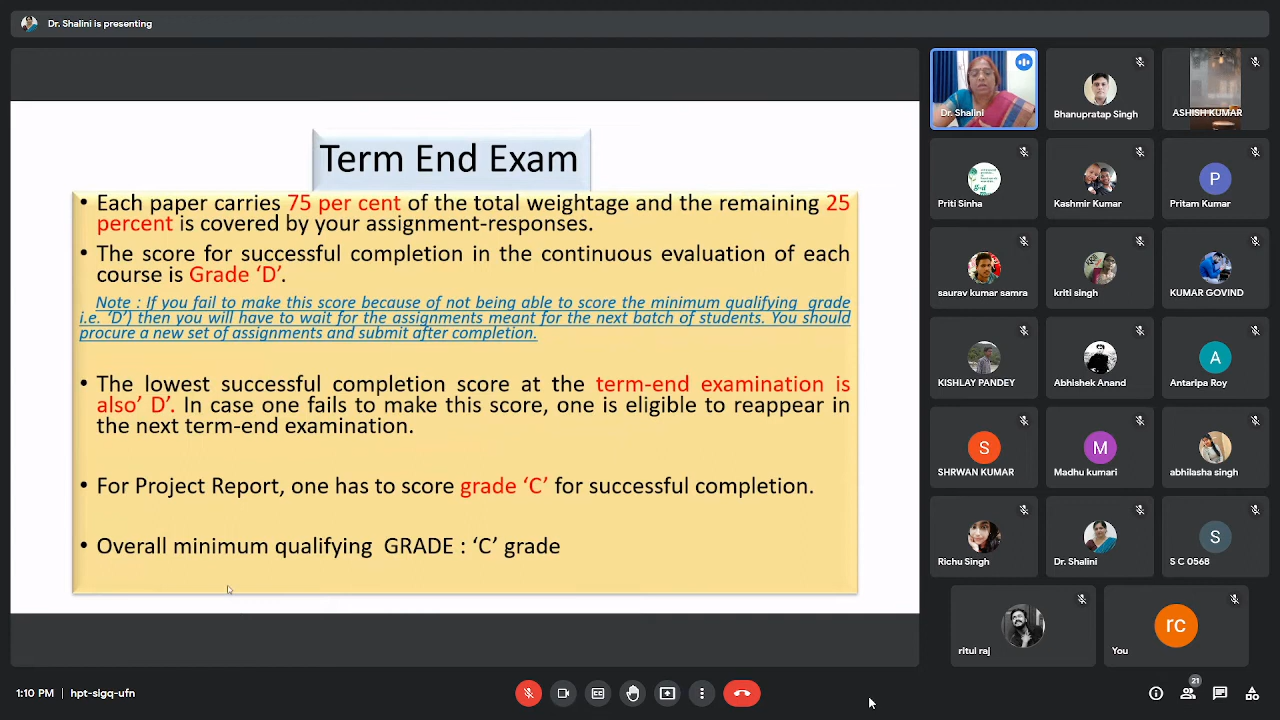 Dr. Shalini is presenting
Term End Exam
• Each paper carries 75 per cent of the total weightage and the remaining 25
percent is covered by your assignment-responses.
• The score for successful completion in the continuous evaluation of each
course is Grade ‘D’.
Note : If you fail to make this score because of not being able to score the minimum qualifying grade
i.e. ‘D’) then you will have to wait for the assignments meant for the next batch of students. You should
procure a new set of assignments and submit after completion.
• The lowest successful completion score at the term-end examination is
also’ D’. In case one fails to make this score, one is eligible to reappear in
the next term-end examination.
• For Project Report, one has to score grade ‘C’ for successful completion.
• Overall minimum qualifying GRADE : ‘C’ grade
Dr. Shalini
Bhanupratap Singh
ASHISH KUMAR
Priti Sinha
Kashmir Kumar
P
Pritam Kumar
saurav kumar samra
kriti singh
KUMAR GOVIND
KISHLAY PANDEY
Abhishek Anand
A
Antaripa Roy
S
SHRWAN KUMAR
M
Madhu kumari
abhilasha singh
Richu Singh
Dr. Shalini
S
S C 0568
ritul raj
rc
You
1:10 PM | hpt-slgq-ufn
21